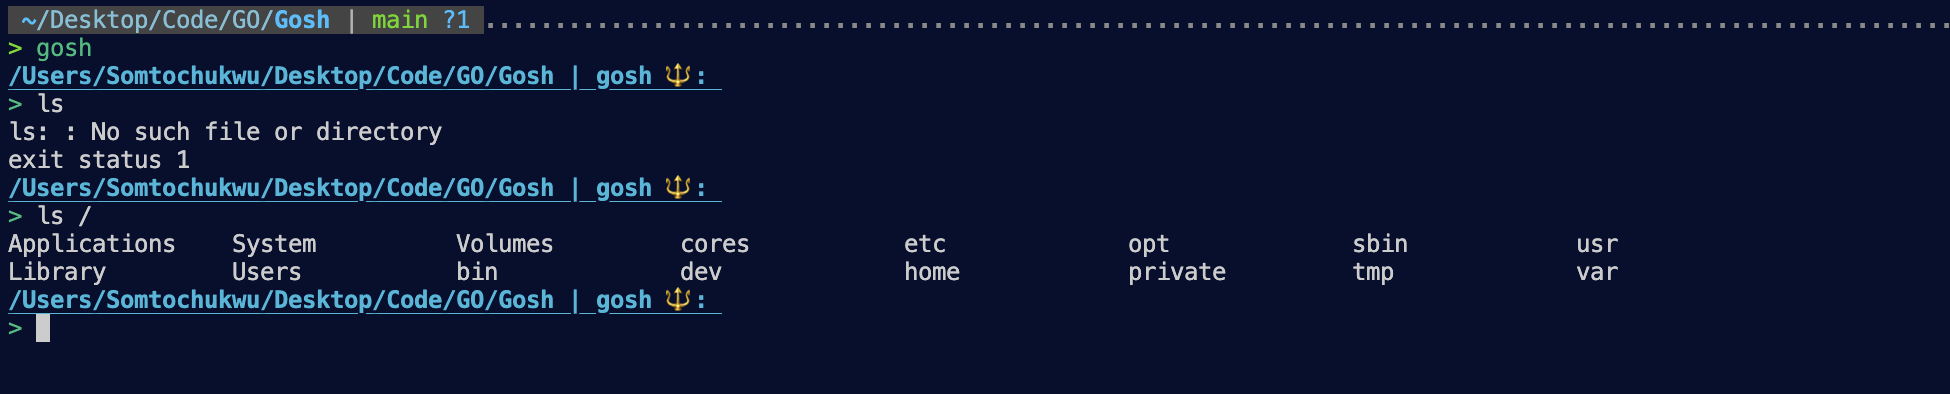 ~/Desktop/Code/GO/Gosh | main ?1 ................................................................................
> gosh
/Users/Somtochukwu/Desktop/Code/GO/Gosh | gosh 🔱:
> ls
ls: : No such file or directory
exit status 1
/Users/Somtochukwu/Desktop/Code/GO/Gosh | gosh 🔱:
> ls /
Applications System Volumes cores etc opt sbin usr
Library Users bin dev home private tmp var
/Users/Somtochukwu/Desktop/Code/GO/Gosh | gosh 🔱:
>